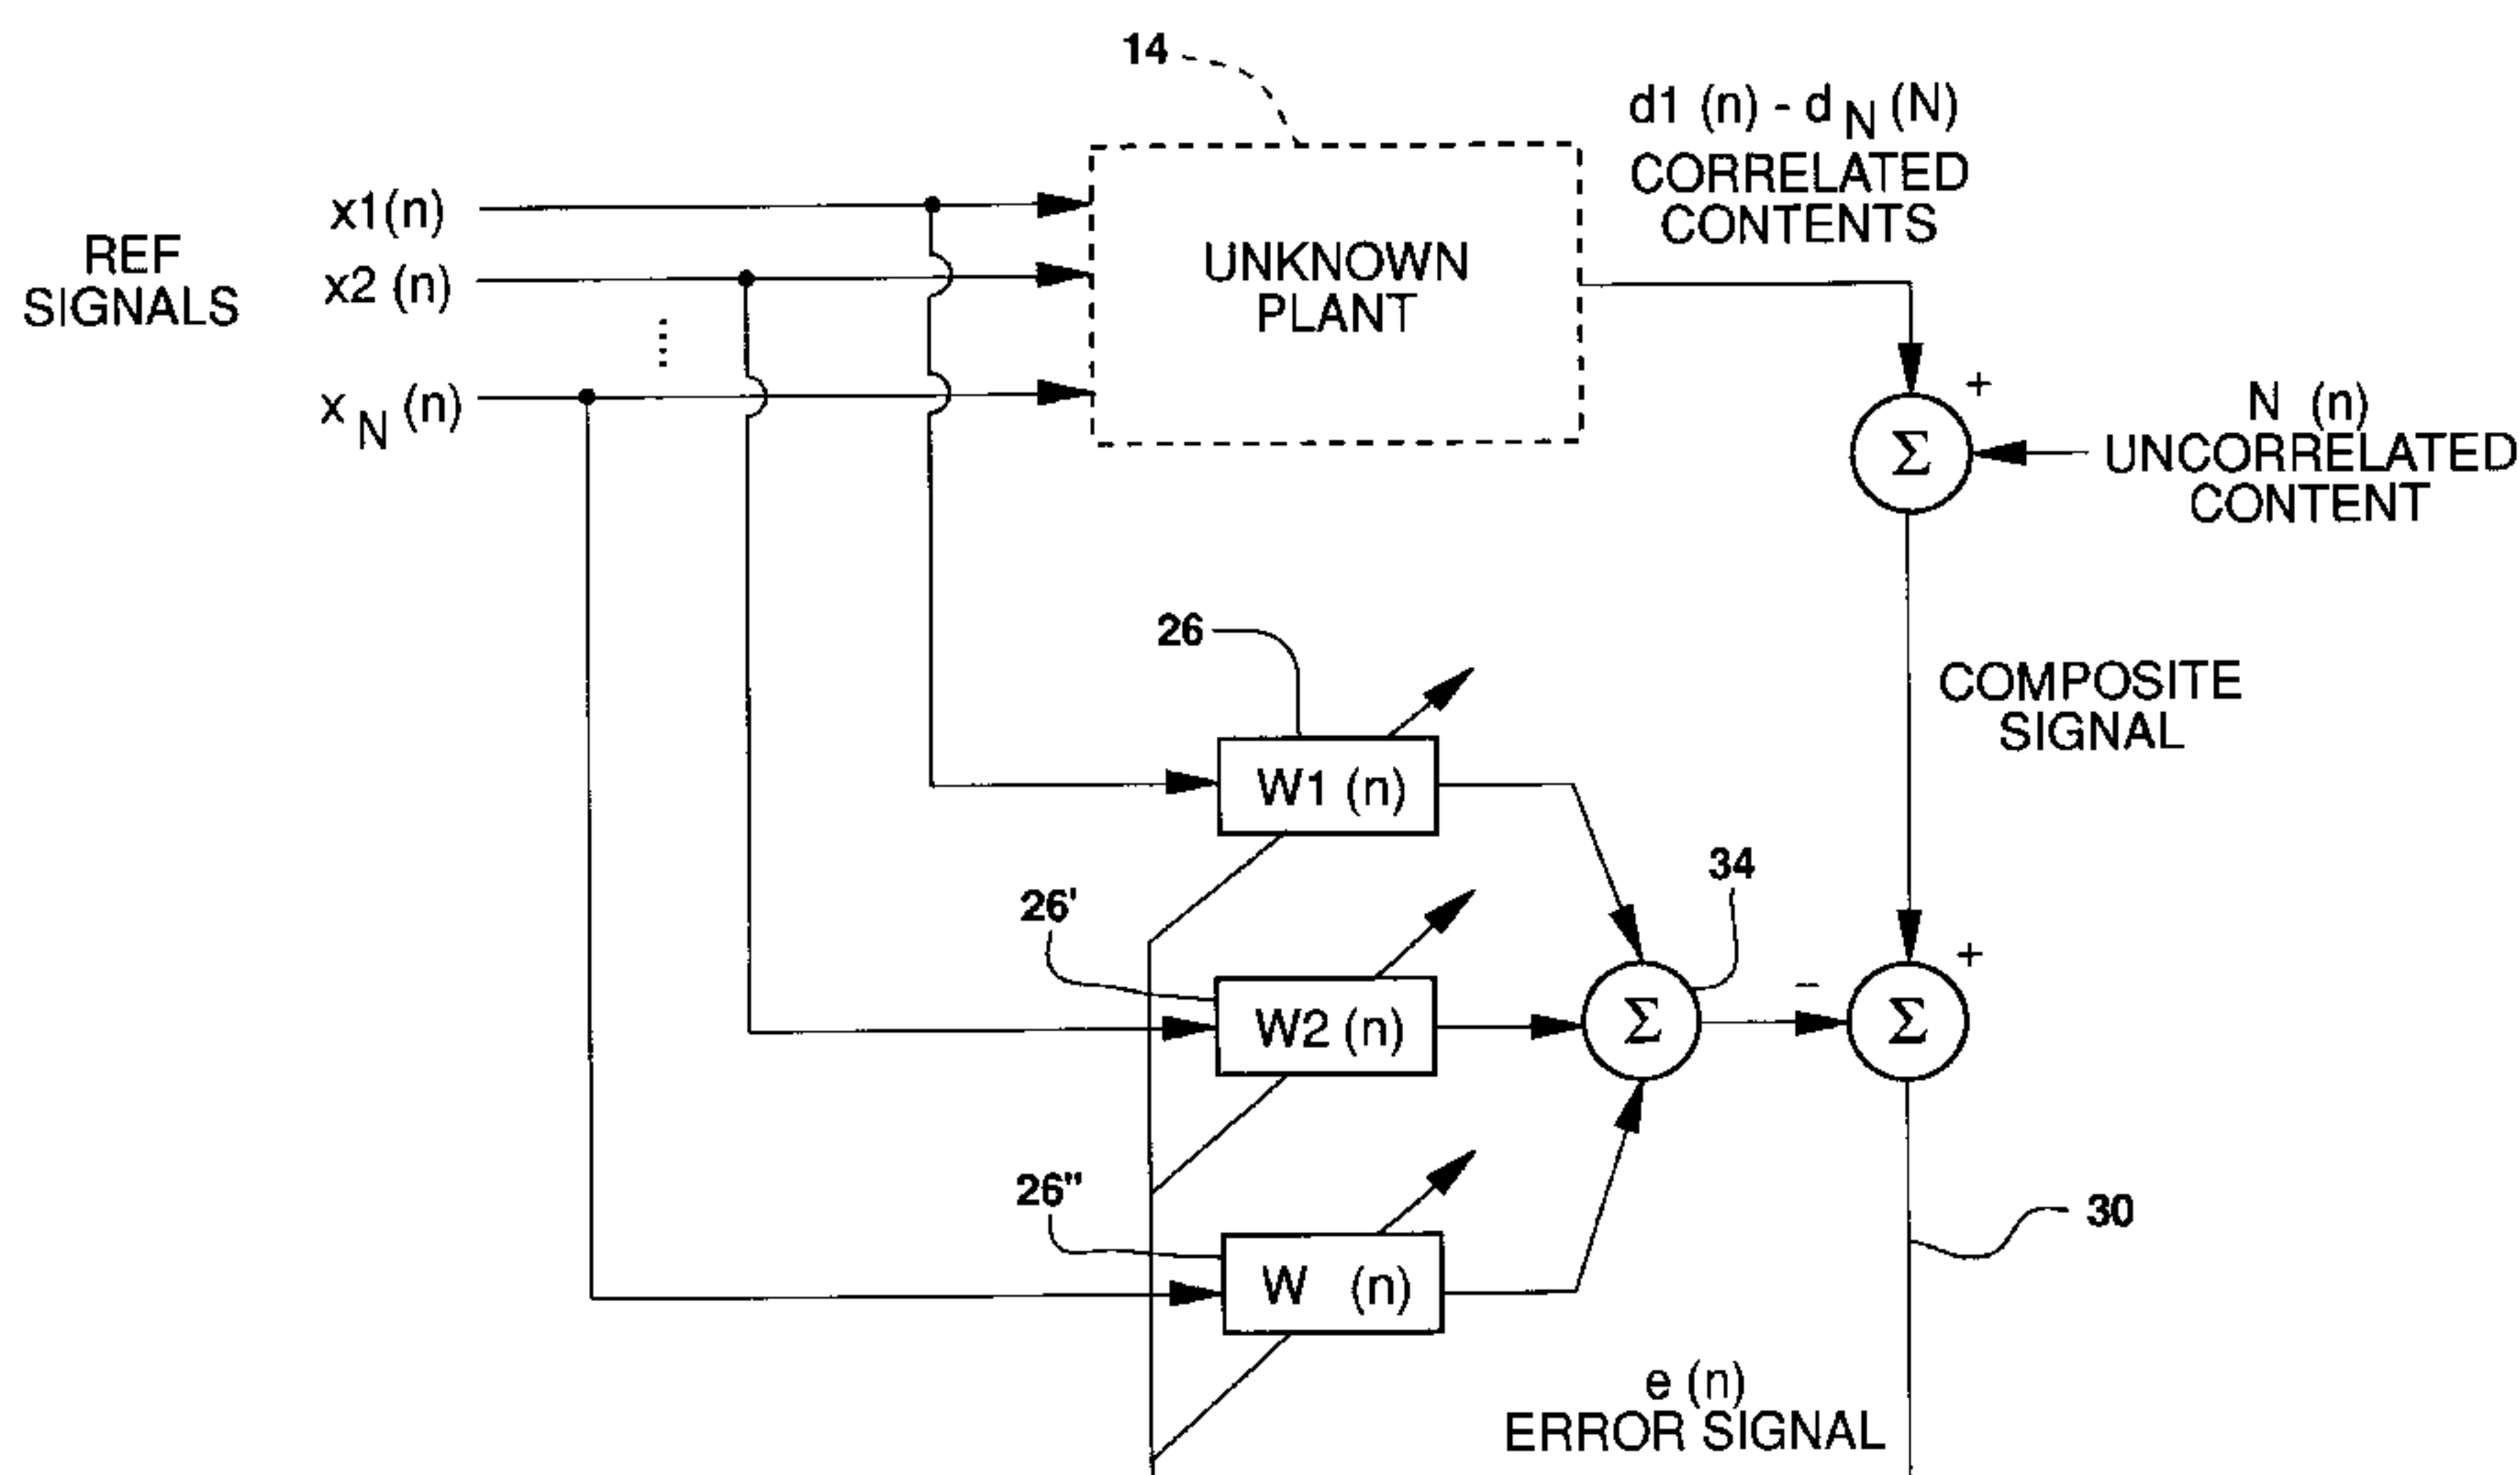 14
d1 (n) - d N (N)
CORRELATED
CONTENTS
REF
SIGNALS
x1(n)
x2 (n)
x N (n)
UNKNOWN
PLANT
+
Σ
N (n)
UNCORRELATED
CONTENT
COMPOSITE
SIGNAL
26
W1 (n)
26'
W2 (n)
34
Σ
−
+
Σ
26"
W (n)
30
e (n)
ERROR SIGNAL